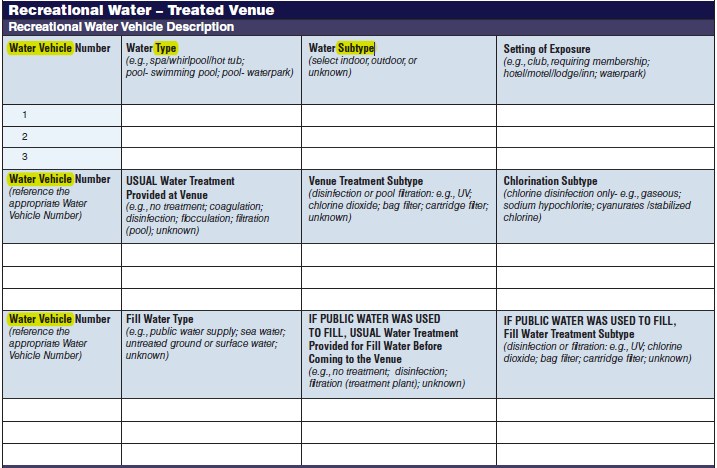 Recreational Water – Treated Venue
Recreational Water Vehicle Description
Water Vehicle Number
Water Type
(e.g., spa/whirlpool/hot tub;
pool- swimming pool; pool- waterpark)
Water Subtype
(select indoor, outdoor, or
unknown)
Setting of Exposure
(e.g., club, requiring membership;
hotel/motel/lodge/inn; waterpark)
1
2
3
Water Vehicle Number
(reference the
appropriate Water
Vehicle Number)
USUAL Water Treatment
Provided at Venue
(e.g., no treatment; coagulation;
disinfection; flocculation; filtration
(pool); unknown)
Venue Treatment Subtype
(disinfection or pool filtration: e.g., UV;
chlorine dioxide; bag filter; cartridge filter;
unknown)
Chlorination Subtype
(chlorine disinfection only- e.g., gaseous;
sodium hypochlorite; cyanurates /stabilized
chlorine)
Water Vehicle Number
(reference the
appropriate Water
Vehicle Number)
Fill Water Type
(e.g., public water supply; sea water;
untreated ground or surface water;
unknown)
IF PUBLIC WATER WAS USED
TO FILL, USUAL Water Treatment
Provided for Fill Water Before
Coming to the Venue
(e.g., no treatment; disinfection;
filtration (treatment plant); unknown)
IF PUBLIC WATER WAS USED TO FILL,
Fill Water Treatment Subtype
(disinfection or filtration: e.g., UV; chlorine
dioxide; bag filter; cartridge filter; unknown)